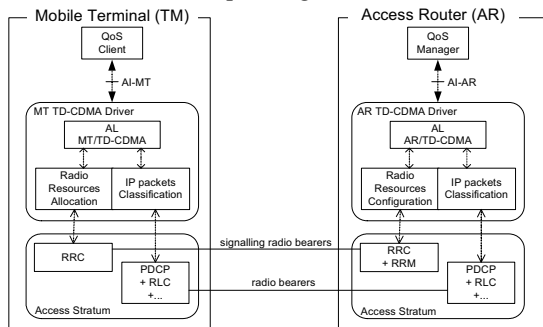 Mobile Terminal (TM)
QoS
Client
AI-MT
MT TD-CDMA Driver
AL
MT/TD-CDMA
Radio
Resources
Allocation
IP packets
Classification
RRC
PDCP
+ RLC
+...
Access Stratum
signalling radio bearers
radio bearers
Access Router (AR)
QoS
Manager
AI-AR
AR TD-CDMA Driver
AL
AR/TD-CDMA
Radio
Resources
Configuration
IP packets
Classification
RRC
+ RRM
PDCP
+ RLC
+...
Access Stratum